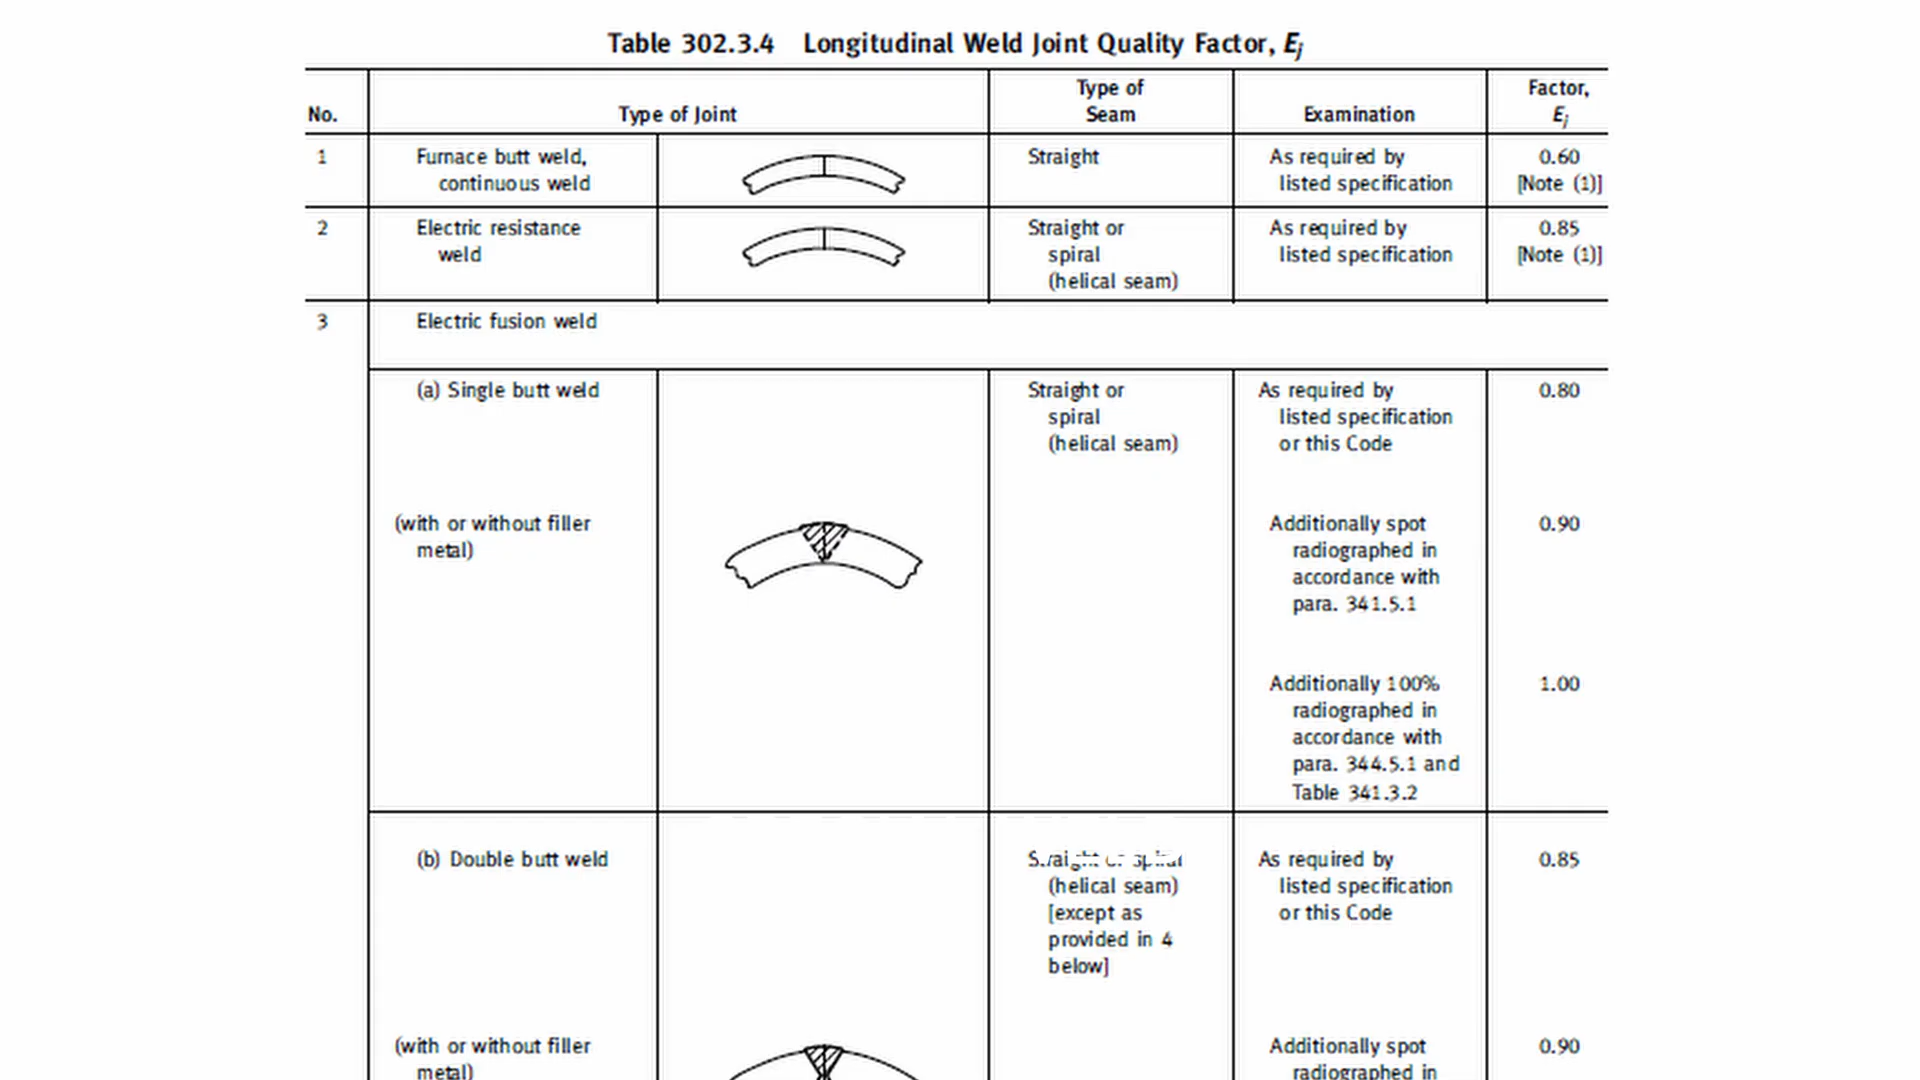 Table 302.3.4 Longitudinal Weld Joint Quality Factor, Ej
No. Type of Joint Type of Seam Examination Factor, Ej
1 Furnace butt weld, Straight As required by 0.60
continuous weld listed specification [Note (1)]
2 Electric resistance Straight or As required by 0.85
weld spiral listed specification [Note (1)]
(helical seam)
3 Electric fusion weld
(a) Single butt weld Straight or As required by 0.80
spiral listed specification
(helical seam) or this Code
(with or without filler Additionally spot 0.90
metal) radiographed in
accordance with
para. 341.5.1
Additionally 100% 1.00
radiographed in
accordance with
para. 344.5.1 and
Table 341.3.2
(b) Double butt weld Straight or spiral As required by 0.85
(helical seam) listed specification
[except as or this Code
provided in 4
below]
(with or without filler Additionally spot 0.90
metal) radiographed in